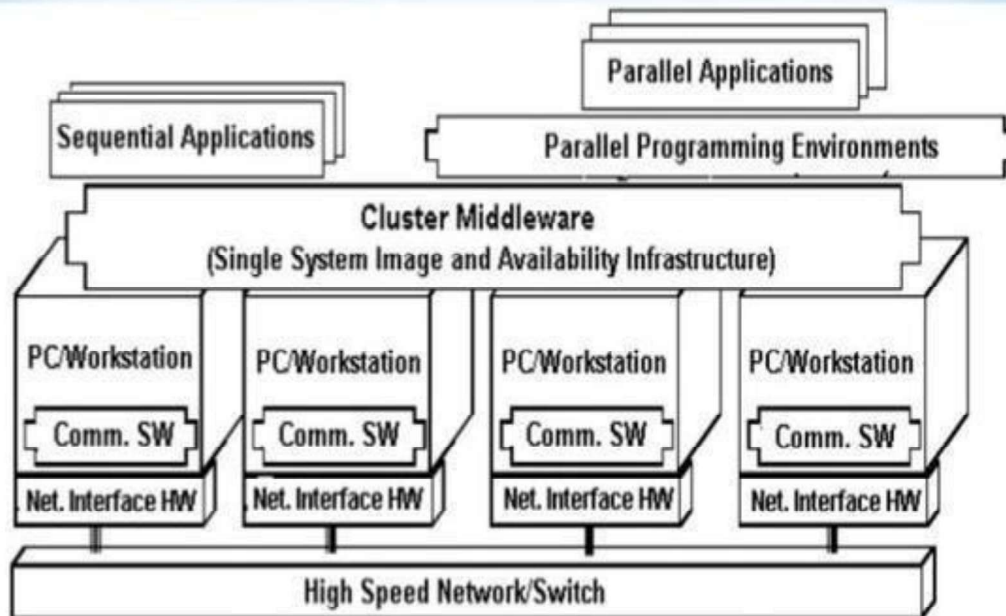 Parallel Applications
Sequential Applications
Parallel Programming Environments
Cluster Middleware
(Single System Image and Availability Infrastructure)
PC/Workstation
PC/Workstation
PC/Workstation
PC/Workstation
Comm. SW
Comm. SW
Comm. SW
Comm. SW
Net. Interface HW
Net. Interface HW
Net. Interface HW
Net. Interface HW
High Speed Network/Switch